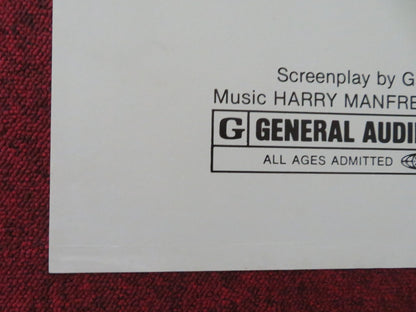 Screenplay by G
Music HARRY MANFRE
G GENERAL AUDI
ALL AGES ADMITTED